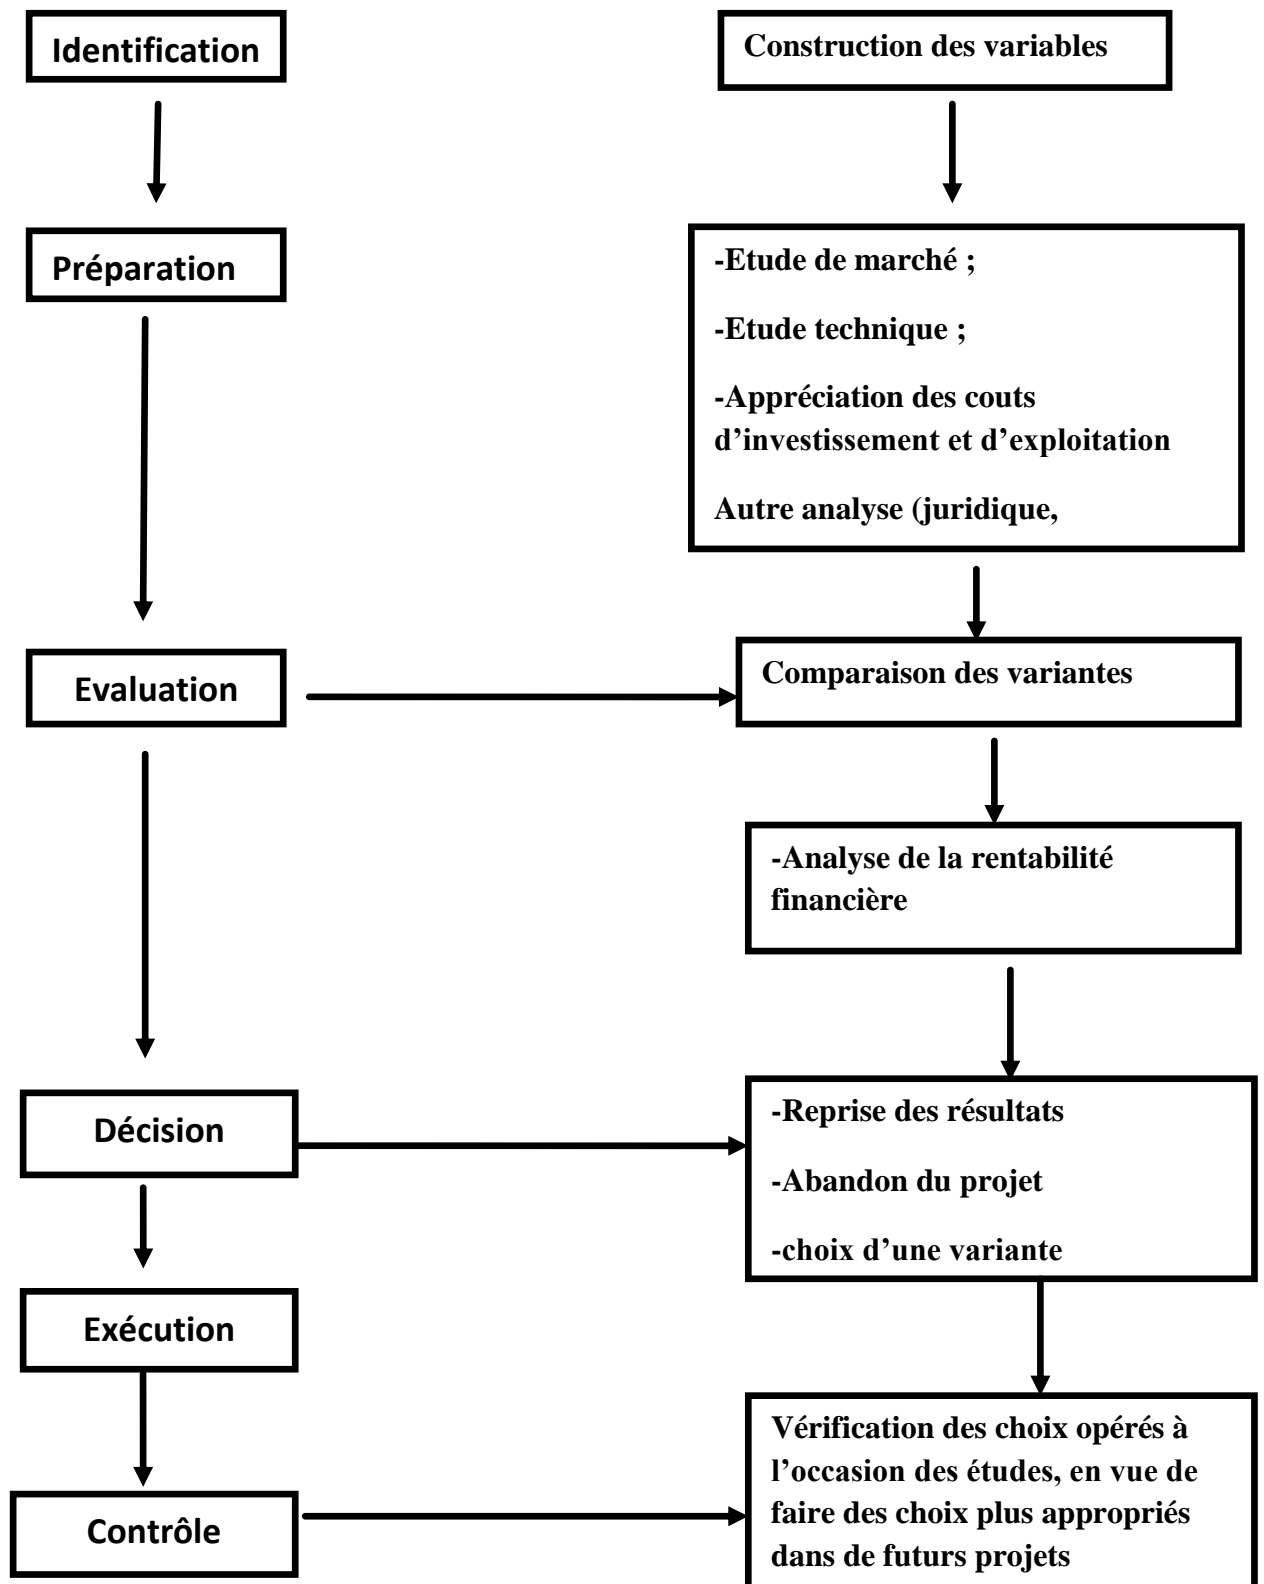 Identification
Construction des variables
Préparation
-Etude de marché ;
-Etude technique ;
-Appréciation des couts
d’investissement et d’exploitation
Autre analyse (juridique,
Evaluation
Comparaison des variantes
-Analyse de la rentabilité
financière
Décision
-Reprise des résultats
-Abandon du projet
-choix d’une variante
Exécution
Contrôle
Vérification des choix opérés à
l’occasion des études, en vue de
faire des choix plus appropriés
dans de futurs projets